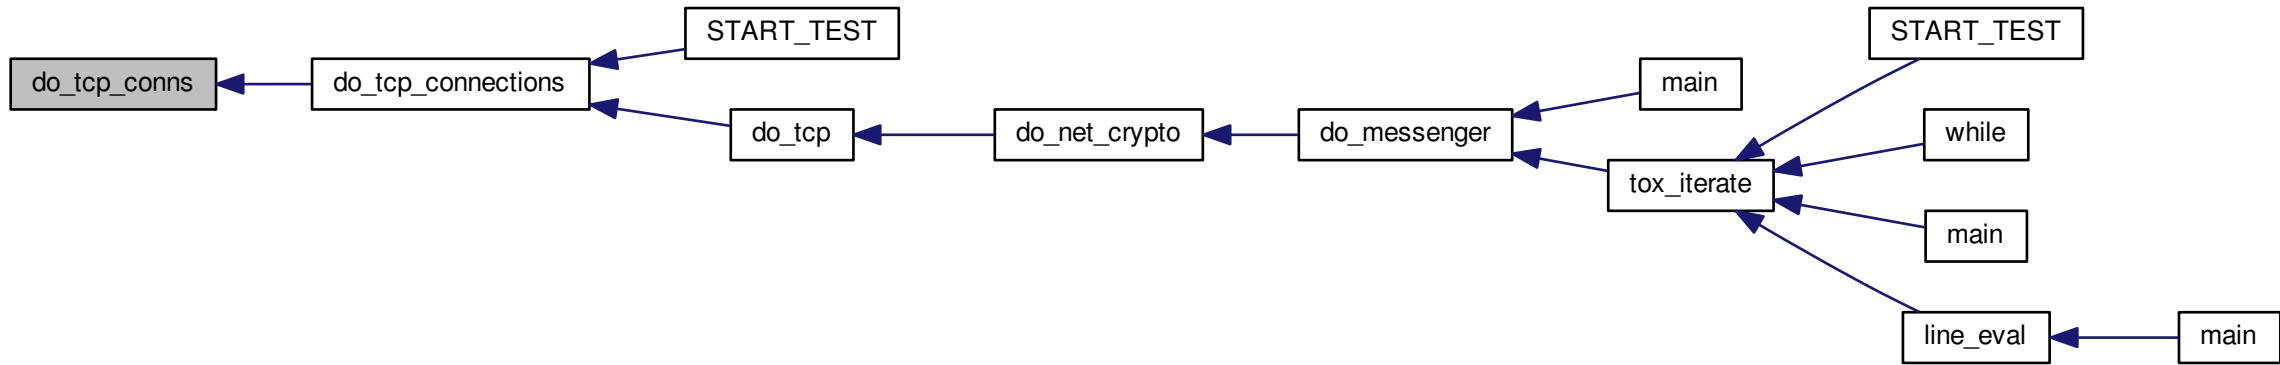 START_TEST
START_TEST
do_tcp_conns
do_tcp_connections
main
do_tcp
do_net_crypto
do_messenger
while
tox_iterate
main
line_eval
main